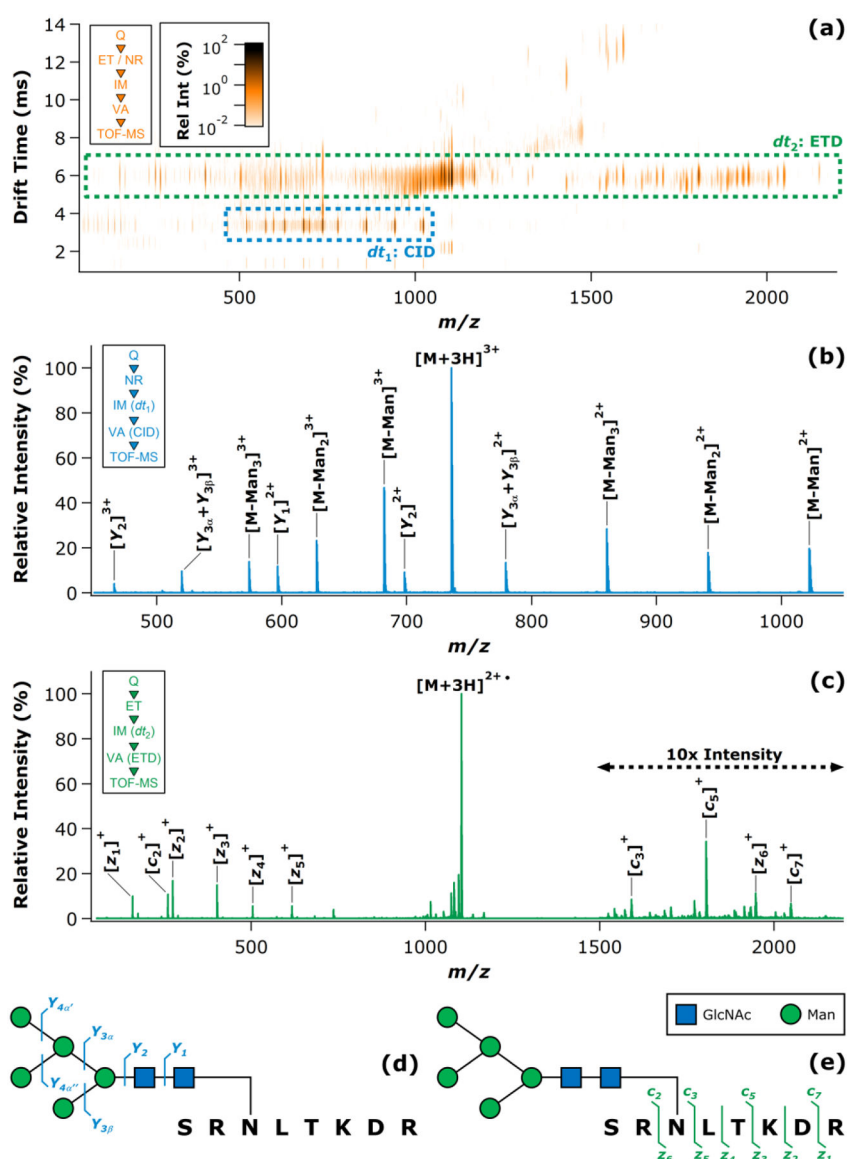 (a)
Q
ET / NR
IM
VA
TOF-MS
Rel Int (%)
10²
10⁰
10⁻²
Drift Time (ms)
14
12
10
8
6
4
2
dt₂: ETD
dt₁: CID
500
1000
1500
2000
m/z
(b)
Q
NR
IM (dt₁)
VA (CID)
TOF-MS
Relative Intensity (%)
100
80
60
40
20
0
[Y₂]³⁺
[Y₃α+Y₃β]³⁺
[M-Man₃]³⁺
[Y₁]²⁺
[M-Man₂]³⁺
[M-Man]³⁺
[Y₂]²⁺
[M+3H]³⁺
[Y₃α+Y₃β]²⁺
[M-Man₃]²⁺
[M-Man₂]²⁺
[M-Man]²⁺
500
600
700
800
900
1000
m/z
(c)
Q
ET
IM (dt₂)
VA (ETD)
TOF-MS
Relative Intensity (%)
100
80
60
40
20
0
[z₁]⁺
[c₂]⁺
[z₂]⁺
[z₃]⁺
[z₄]⁺
[z₅]⁺
[M+3H]²⁺•
10x Intensity
[c₃]⁺
[c₅]⁺
[z₆]⁺
[c₇]⁺
500
1000
1500
2000
m/z
GlcNAc Man
Y₄α'
Y₃α
Y₂ Y₁
Y₄α''
Y₃β
(d)
S R N L T K D R
(e)
c₂ c₃ c₅ c₇
S R N L T K D R
z₆ z₅ z₄ z₃ z₂ z₁